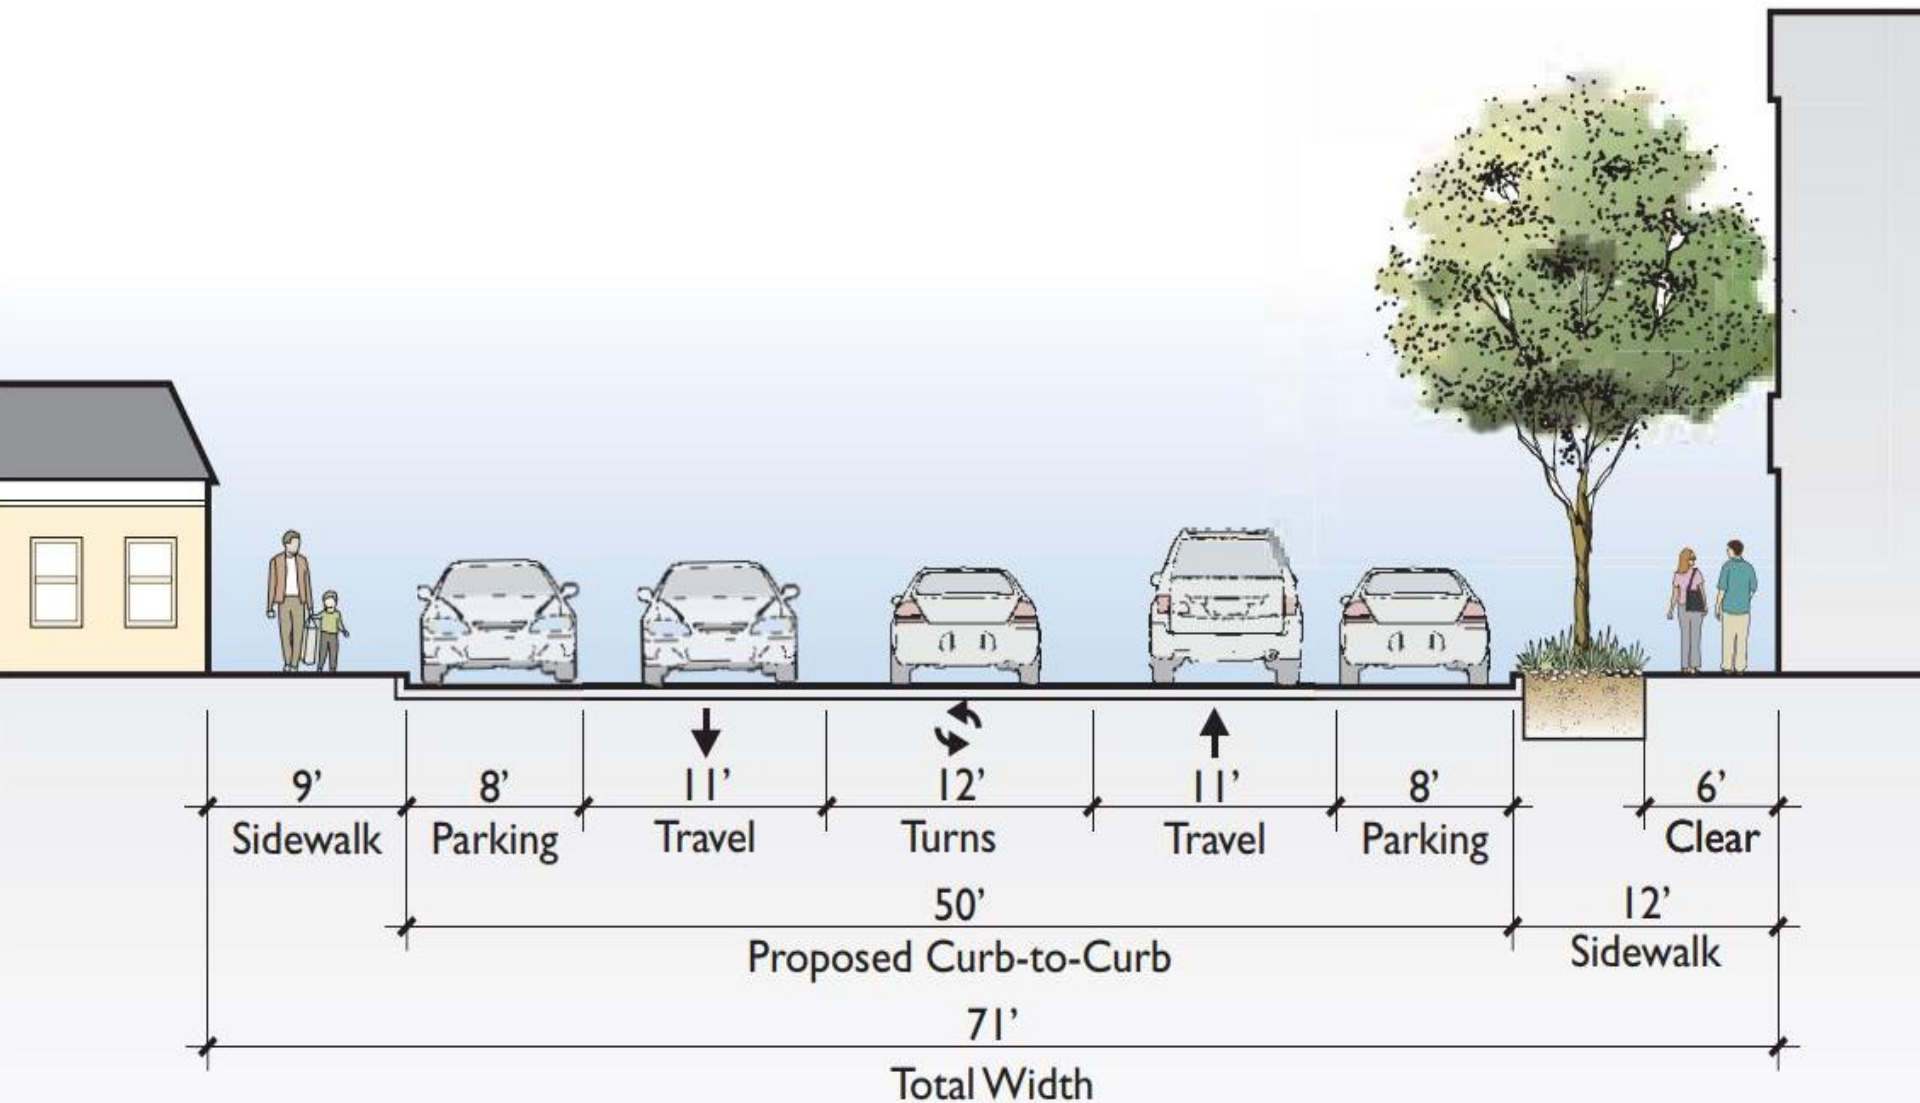 9’ 8’ 11’ 12’ 11’ 8’ 6’
Sidewalk Parking Travel Turns Travel Parking Clear
50’ 12’
Proposed Curb-to-Curb Sidewalk
71’
Total Width